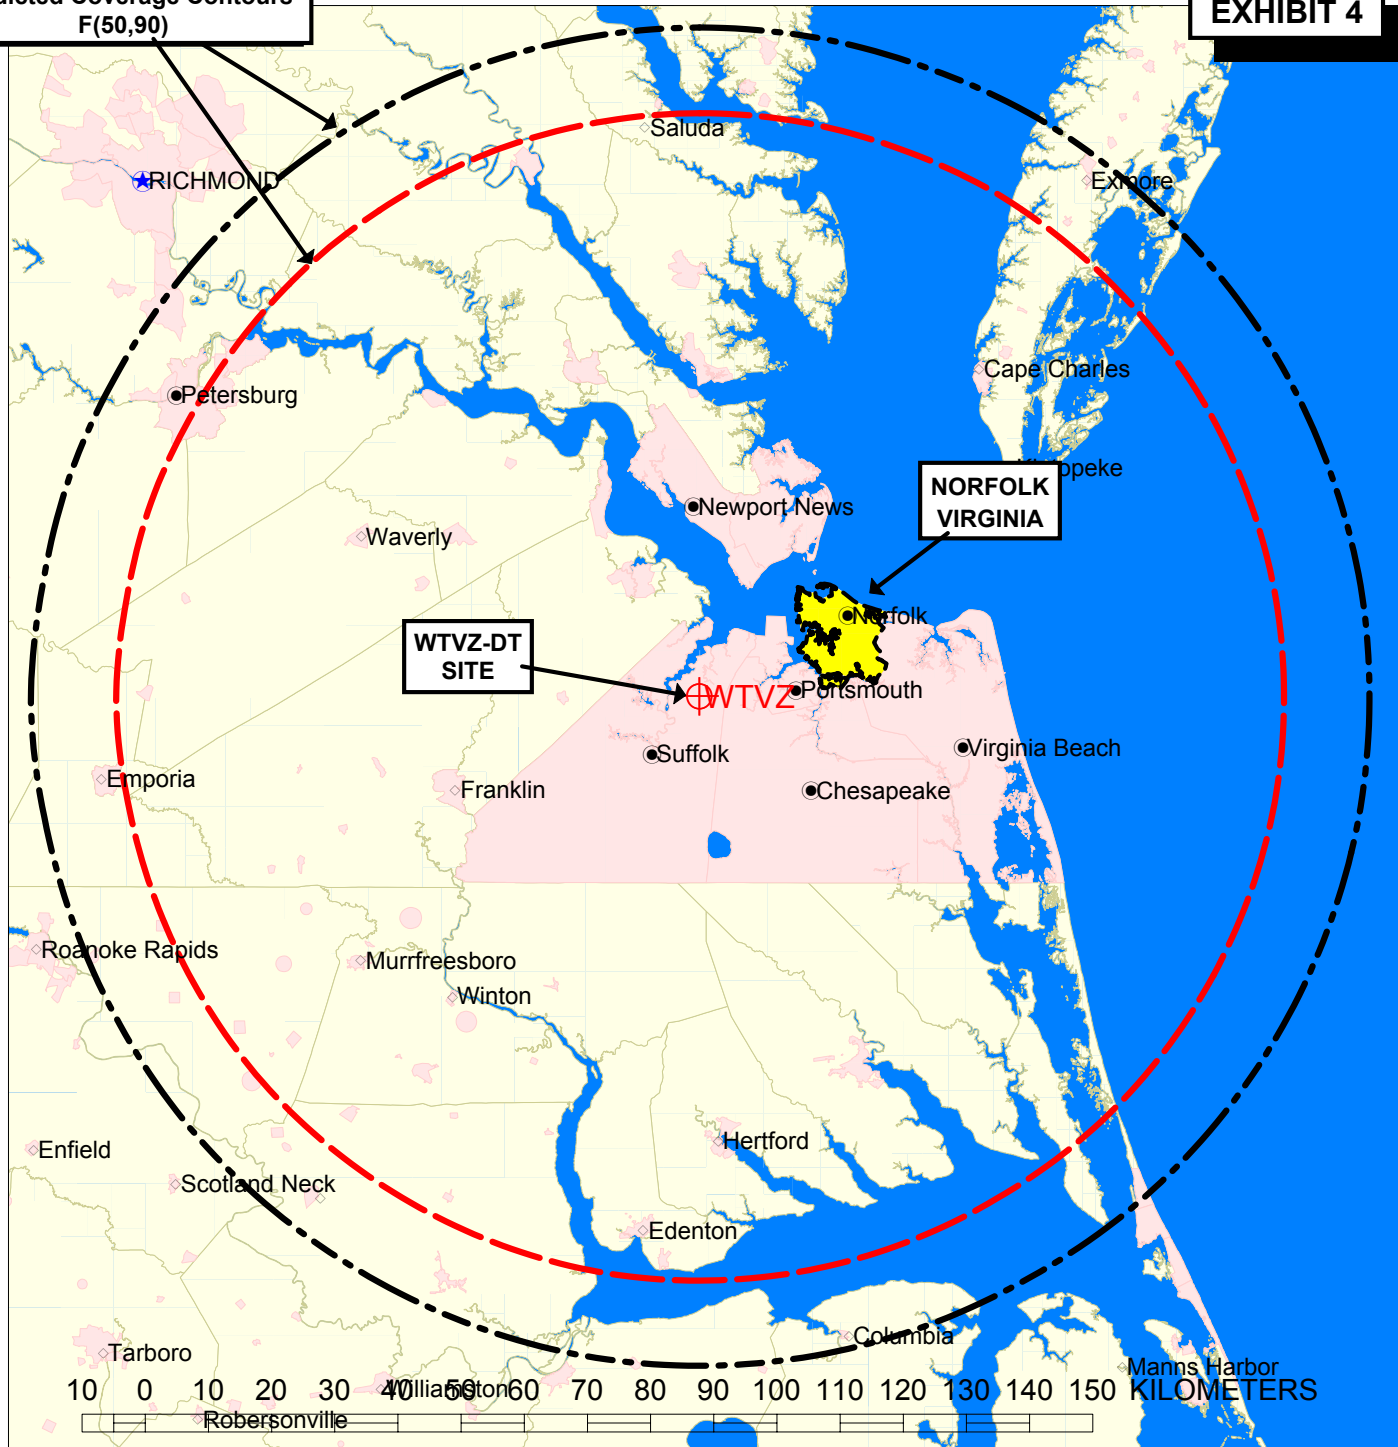 F(50,90)
EXHIBIT 4
Saluda
RICHMOND
Exmore
Cape Charles
Petersburg
NORFOLK
VIRGINIA
Newport News
Waverly
Norfolk
WTVZ-DT
SITE
WTVZ
Portsmouth
Suffolk
Virginia Beach
Emporia
Franklin
Chesapeake
Roanoke Rapids
Murrfreesboro
Winton
Enfield
Hertford
Scotland Neck
Edenton
Columbia
Tarboro
Manns Harbor
Williamston
10 0 10 20 30 40 50 60 70 80 90 100 110 120 130 140 150 KILOMETERS
Robersonville